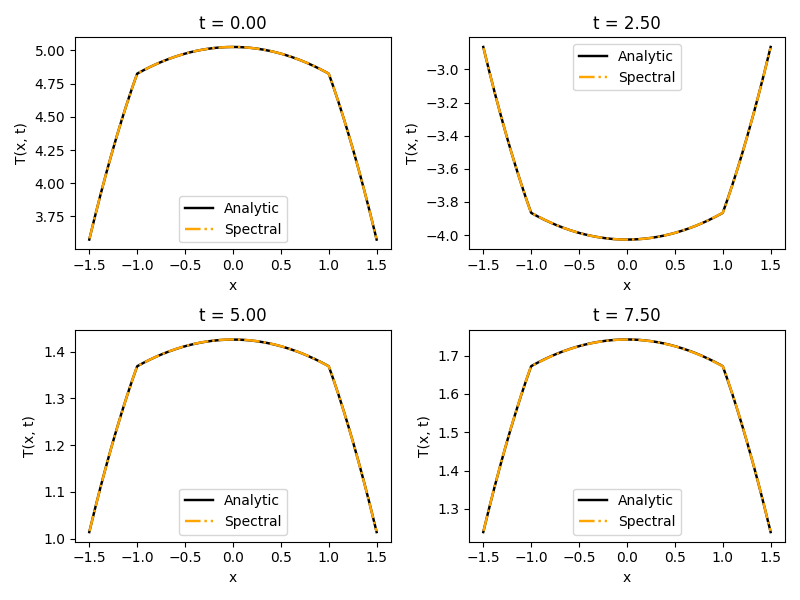 t = 0.00
T(x, t)
5.00
4.75
4.50
4.25
4.00
3.75
Analytic
Spectral
−1.5 −1.0 −0.5 0.0 0.5 1.0 1.5
x
t = 2.50
T(x, t)
−3.0
−3.2
−3.4
−3.6
−3.8
−4.0
Analytic
Spectral
−1.5 −1.0 −0.5 0.0 0.5 1.0 1.5
x
t = 5.00
T(x, t)
1.4
1.3
1.2
1.1
1.0
Analytic
Spectral
−1.5 −1.0 −0.5 0.0 0.5 1.0 1.5
x
t = 7.50
T(x, t)
1.7
1.6
1.5
1.4
1.3
Analytic
Spectral
−1.5 −1.0 −0.5 0.0 0.5 1.0 1.5
x